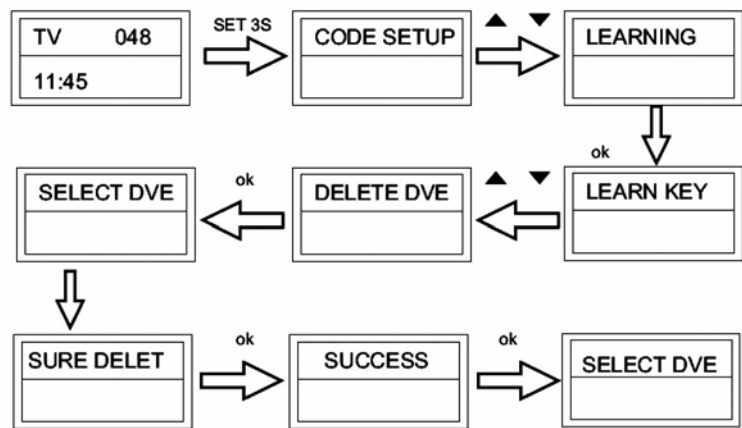 TV 048
11:45
SET 3S
CODE SETUP
▲ ▼
LEARNING
ok
LEARN KEY
▲ ▼
DELETE DVE
ok
SELECT DVE
SURE DELET
ok
SUCCESS
ok
SELECT DVE